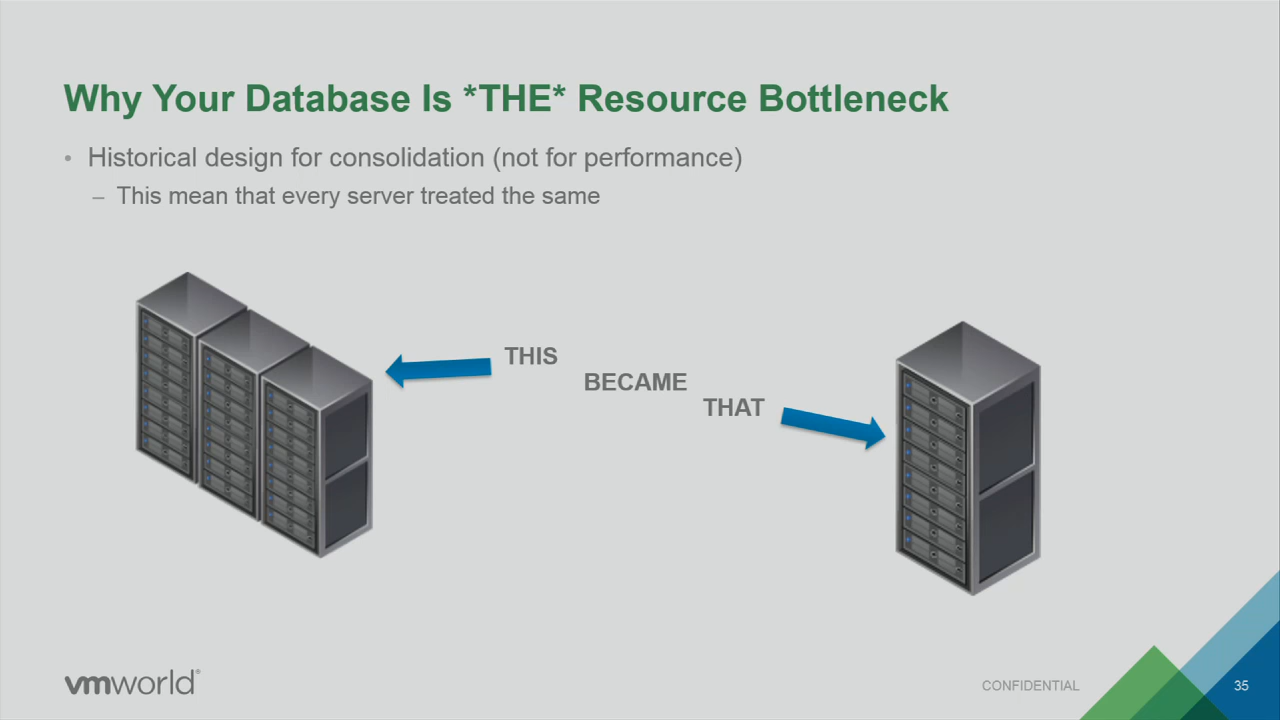 Why Your Database Is *THE* Resource Bottleneck
• Historical design for consolidation (not for performance)
– This mean that every server treated the same
THIS
BECAME
THAT
vmworld®
CONFIDENTIAL
35